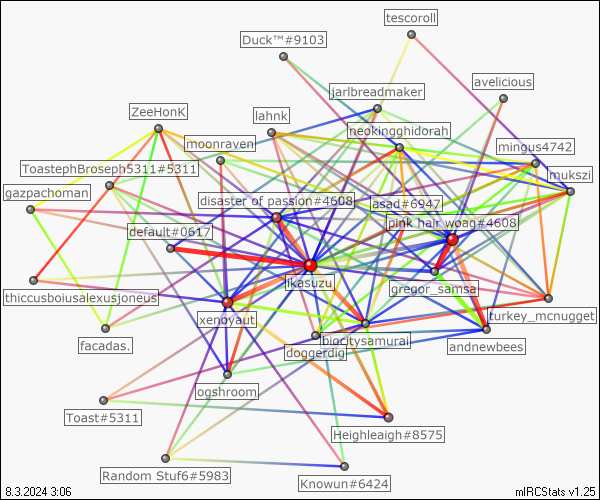 tescoroll
Duck™#9103
avelicious
jarlbreadmaker
ZeeHonK
lahnk
neokingghidorah
moonraven
mingus4742
ToastephBroseph5311#5311
mukszi
gazpachoman
disaster of passion#4608
asad#6947
pink hair woag#4608
default#0617
likasuzu
gregor_samsa
thiccusboiusalexusjoneus
xenoyaut
turkey_mcnugget
facadas.
bigcitysamurai
andnewbees
doggerdig
ogshroom
Toast#5311
Heighleaigh#8575
Random Stuf6#5983
Knowun#6424
8.3.2024 3:06
mIRCStats v1.25